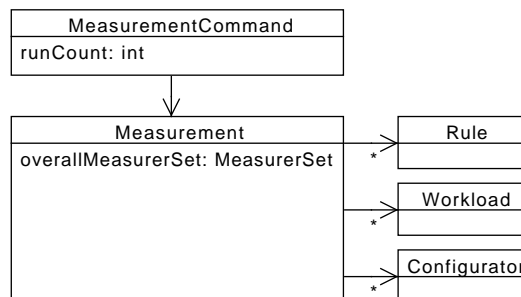 MeasurementCommand
runCount: int
Measurement
overallMeasurerSet: MeasurerSet
Rule
*
Workload
*
Configurator
*